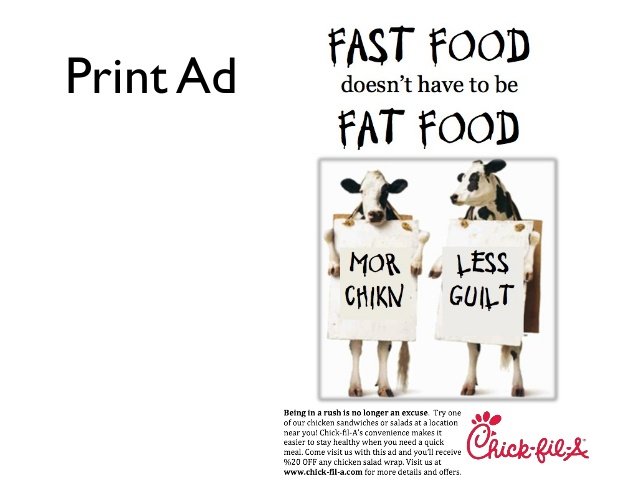 Print Ad
FAST FOOD
doesn't have to be
FAT FOOD
MOR
CHIKN
LESS
GUILT
Being in a rush is no longer an excuse. Try one
of our chicken sandwiches or salads at a location
near you! Chick-fil-A's convenience makes it
easier to stay healthy when you need a quick
meal. Come visit us with this ad and you'll receive
%20 OFF any chicken salad wrap. Visit us at
www.chick-fil-a.com for more details and offers.
Chick-fil-A